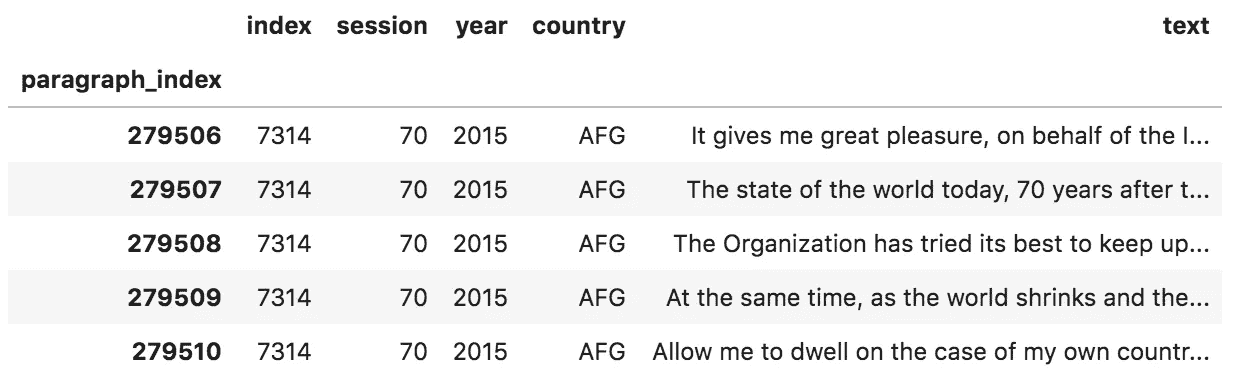 index session year country text
paragraph_index
279506 7314 70 2015 AFG It gives me great pleasure, on behalf of the I...
279507 7314 70 2015 AFG The state of the world today, 70 years after t...
279508 7314 70 2015 AFG The Organization has tried its best to keep up...
279509 7314 70 2015 AFG At the same time, as the world shrinks and the...
279510 7314 70 2015 AFG Allow me to dwell on the case of my own countr...